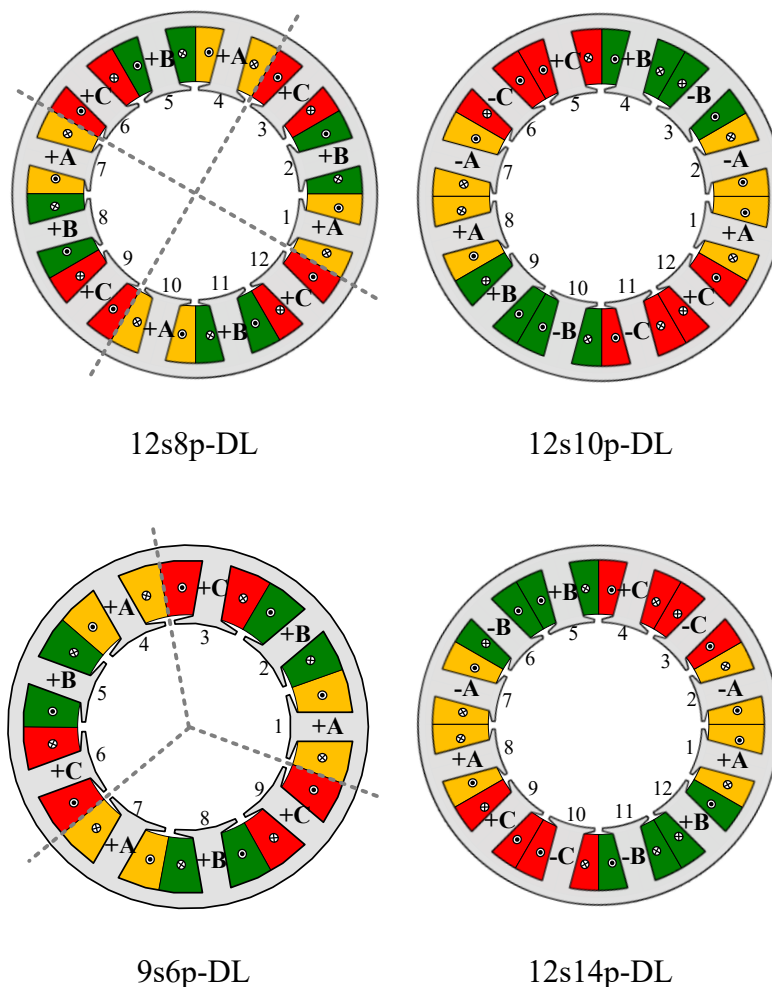 +B +A
+C +C
5 4
6 3
+A 7 2 +B
8 1
+B +A
9 12
+C +C
10 11
+A +B
12s8p-DL
+C +B
-C -B
5 4
6 3
-A 7 2 -A
8 1
+A +A
9 12
+B +C
10 11
-B -C
12s10p-DL
+C
+A
4 3
+B
2
+B 5
1 +A
6
+C
9
+C
7 8
+A +B
9s6p-DL
+B +C
-B -C
5 4
6 3
-A 7 2 -A
8 1
+A +A
9 12
+C +B
10 11
-C -B
12s14p-DL